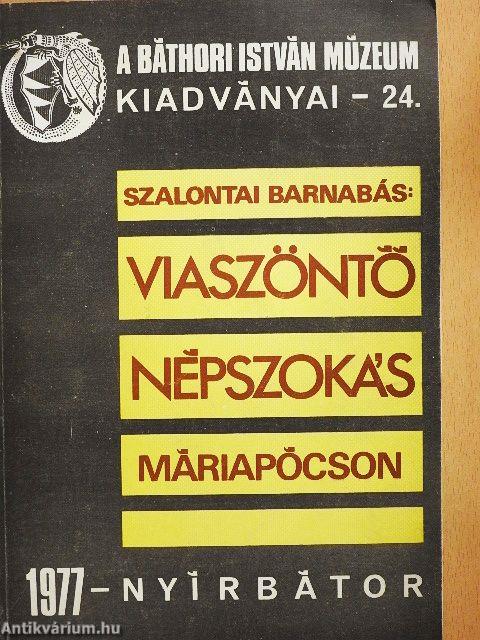 A BÁTHORI ISTVÁN MÚZEUM
KIADVÁNYAI - 24.
SZALONTAI BARNABÁS:
VIASZÖNTŐ
NÉPSZOKÁS
MÁRIAPÓCSON
1977 - NYÍRBÁTOR
Antikvárium.hu